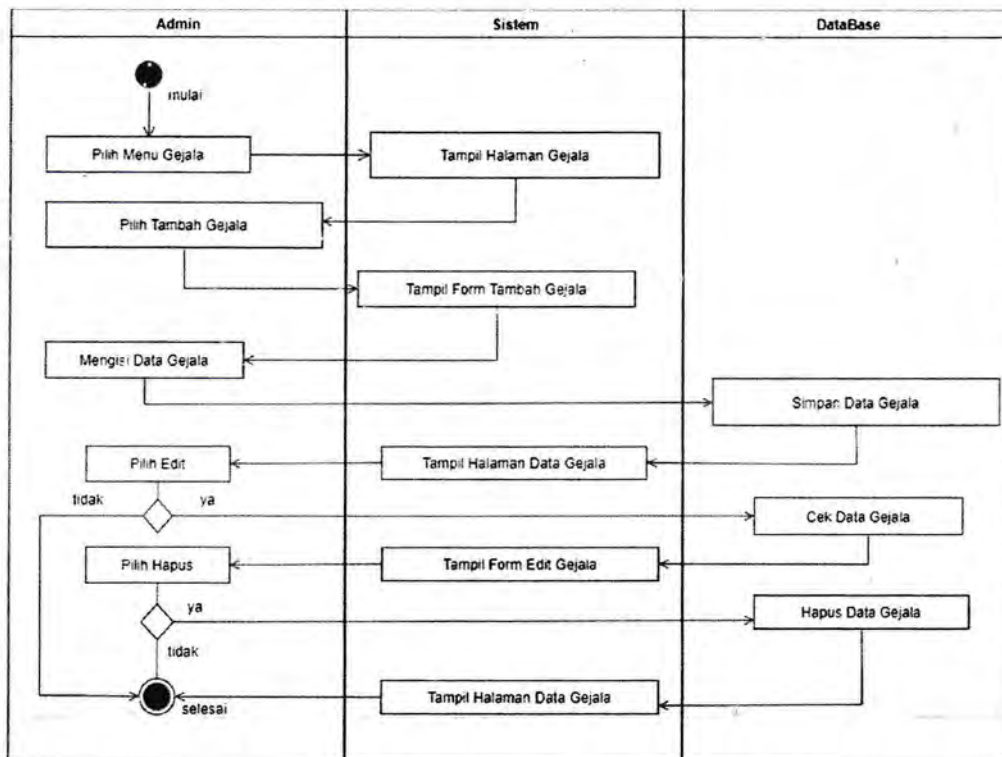 Admin
Sistem
DataBase
mulai
Pilih Menu Gejala
Tampil Halaman Gejala
Pilih Tambah Gejala
Tampil Form Tambah Gejala
Mengisi Data Gejala
Simpan Data Gejala
Pilih Edit
Tampil Halaman Data Gejala
tidak
ya
Cek Data Gejala
Pilih Hapus
Tampil Form Edit Gejala
ya
Hapus Data Gejala
tidak
selesai
Tampil Halaman Data Gejala